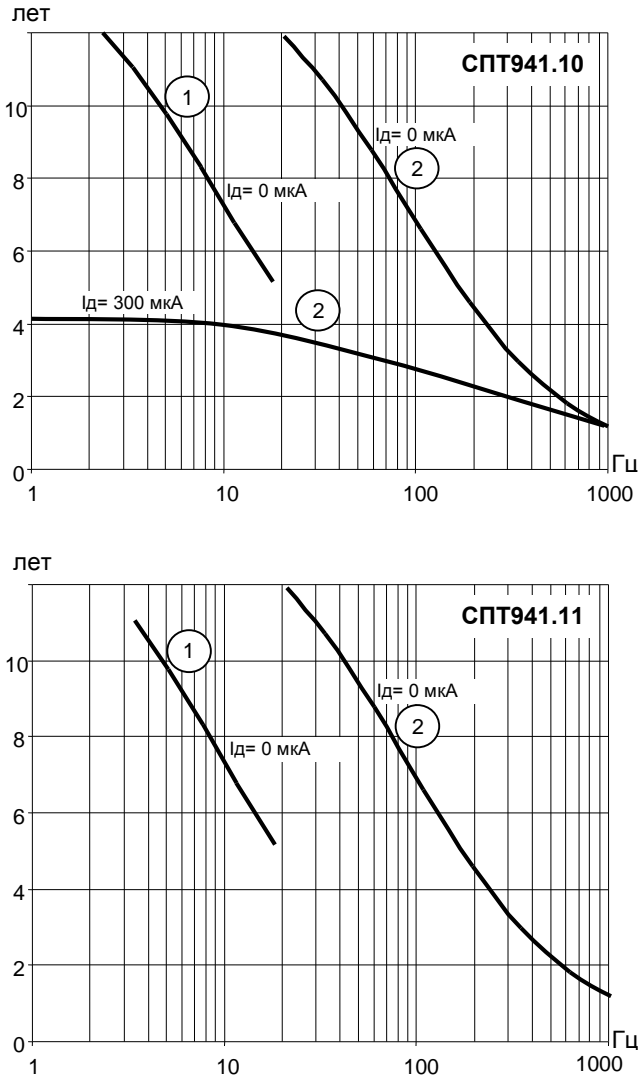 лет
СПТ941.10
10
1
Iд= 0 мкА
2
8
Iд= 0 мкА
6
Iд= 300 мкА
2
4
2
0
Гц
1
10
100
1000
лет
СПТ941.11
10
1
Iд= 0 мкА
2
8
Iд= 0 мкА
6
4
2
0
Гц
1
10
100
1000